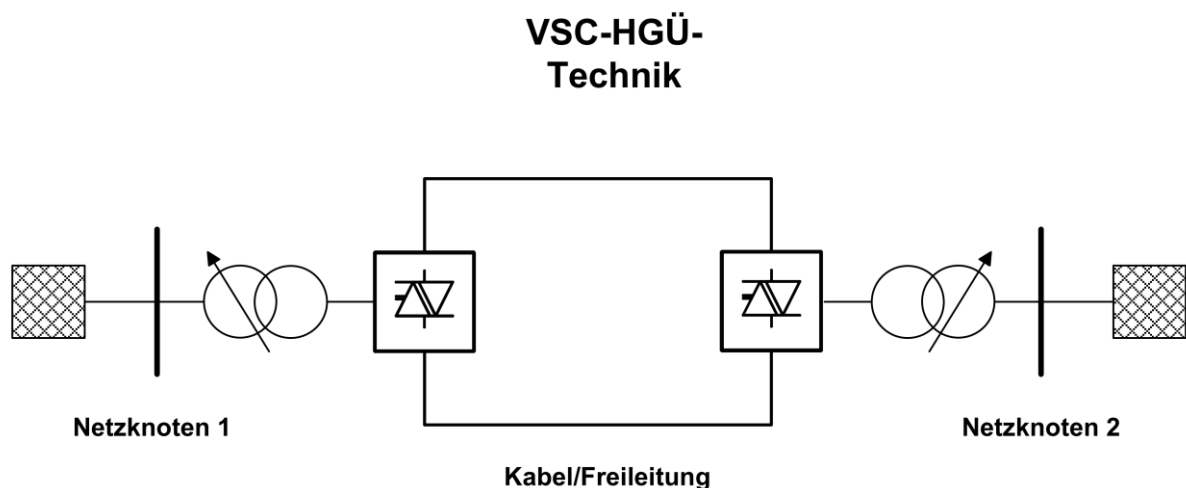 VSC-HGÜ-
Technik
Netzknoten 1
Netzknoten 2
Kabel/Freileitung